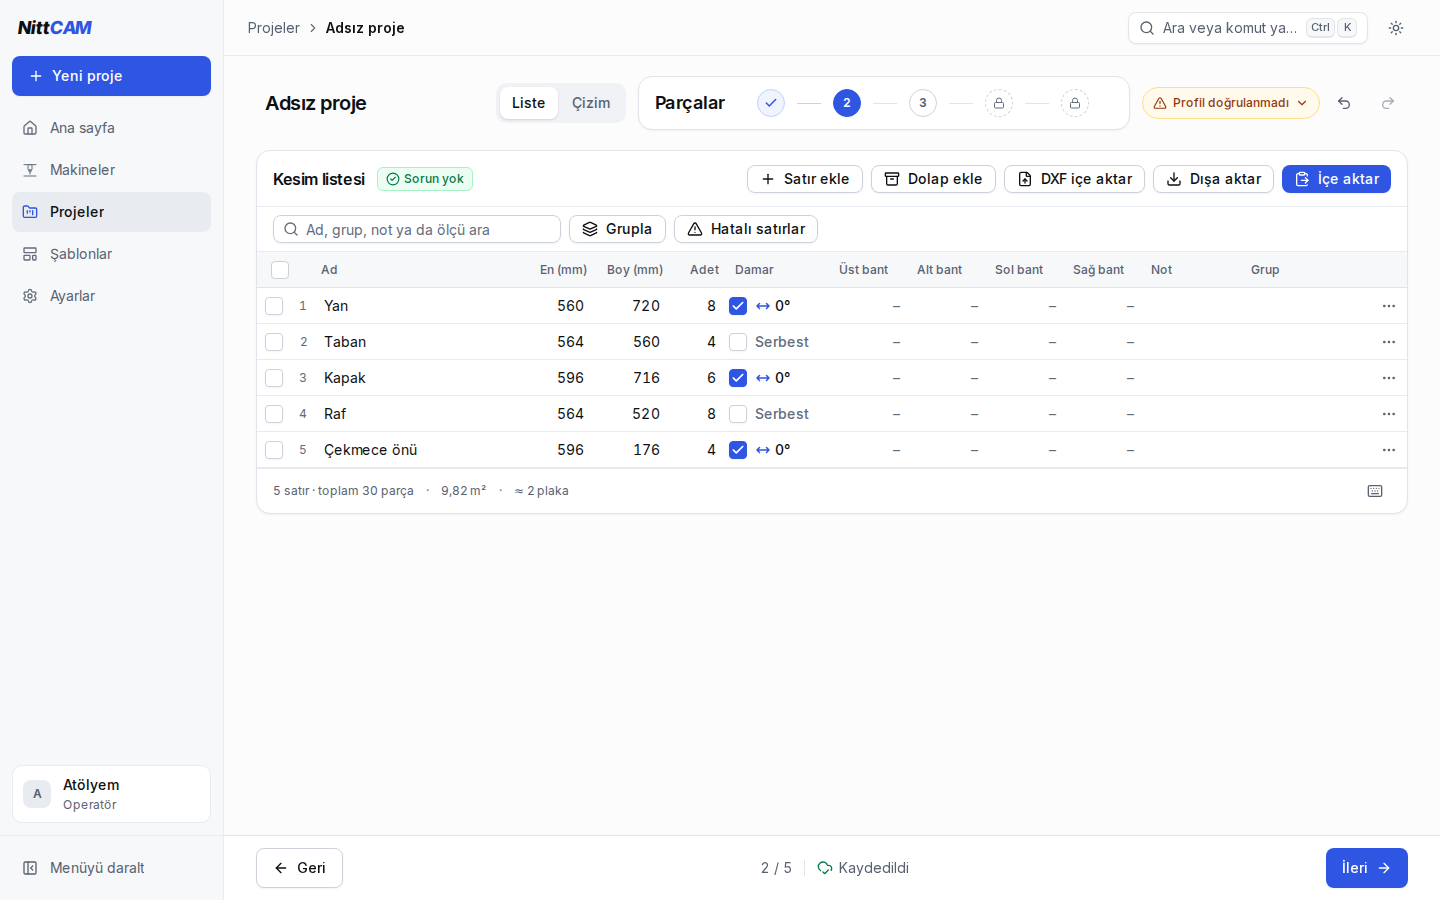 NittCAM
Projeler > Adsız proje
Ara veya komut ya... Ctrl K
Yeni proje
Ana sayfa
Makineler
Projeler
Şablonlar
Ayarlar
A
Atölyem
Operatör
Menüyü daralt
Adsız proje
Liste Çizim
Parçalar 2 3
Profil doğrulanmadı
Kesim listesi Sorun yok
Satır ekle Dolap ekle DXF içe aktar Dışa aktar İçe aktar
Ad, grup, not ya da ölçü ara Grupla Hatalı satırlar
Ad En (mm) Boy (mm) Adet Damar Üst bant Alt bant Sol bant Sağ bant Not Grup
1 Yan 560 720 8 ↔ 0° – – – – ···
2 Taban 564 560 4 Serbest – – – – ···
3 Kapak 596 716 6 ↔ 0° – – – – ···
4 Raf 564 520 8 Serbest – – – – ···
5 Çekmece önü 596 176 4 ↔ 0° – – – – ···
5 satır · toplam 30 parça · 9,82 m² · ≈ 2 plaka
← Geri
2 / 5 Kaydedildi
İleri →